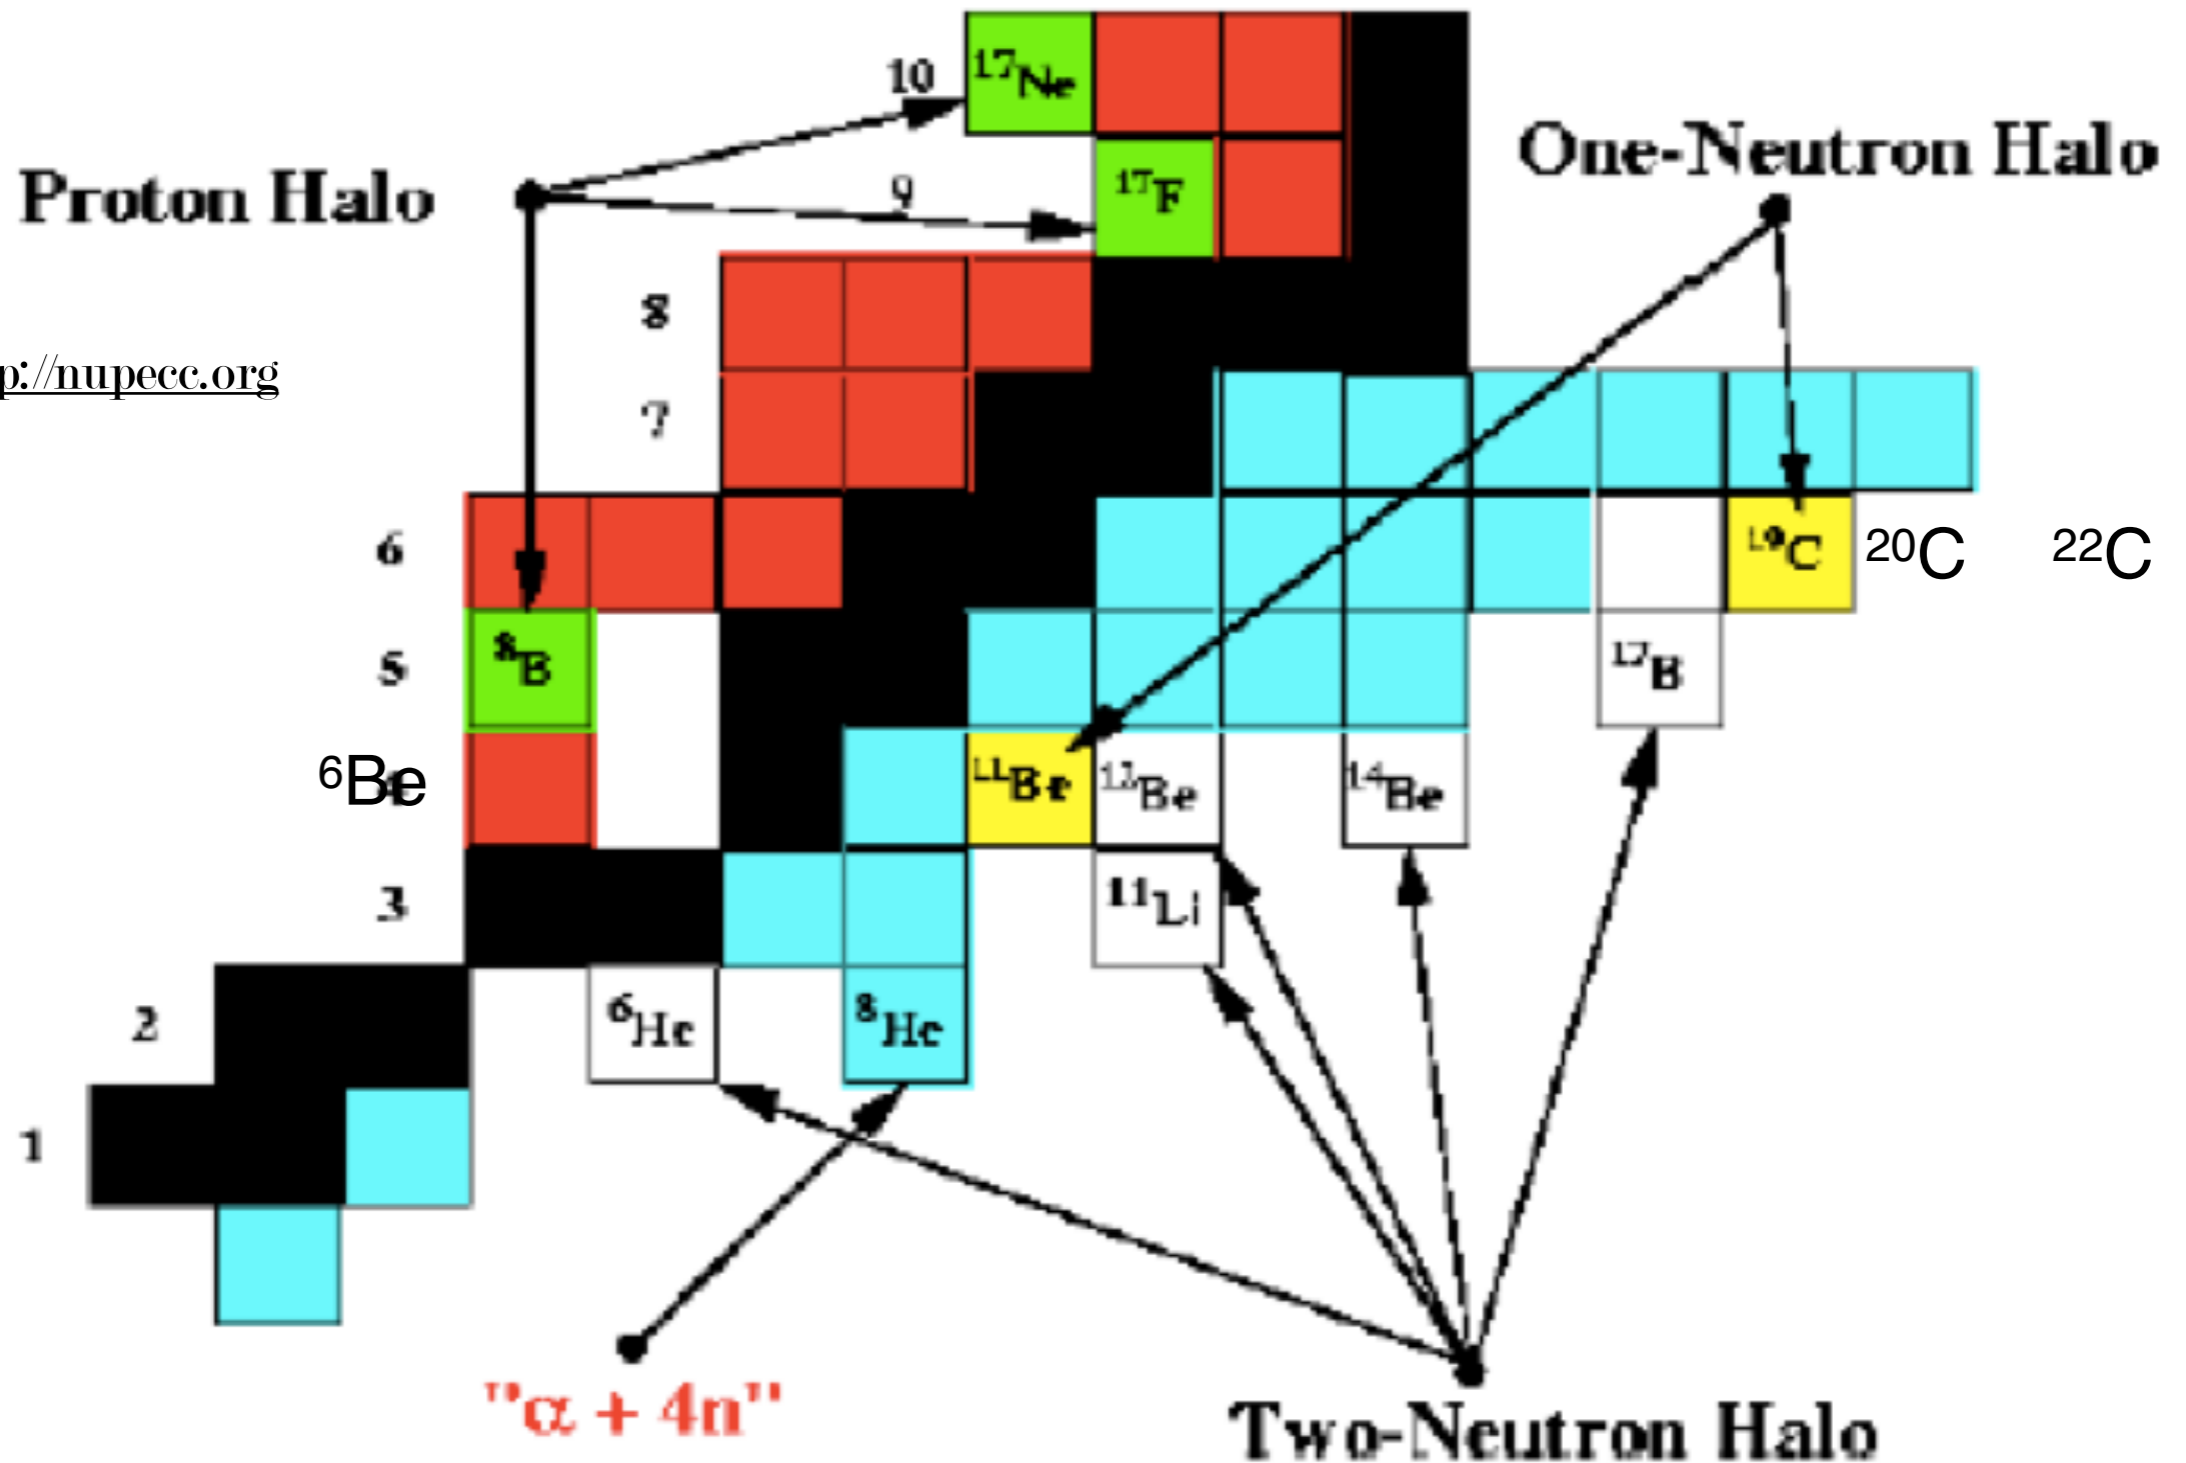 10
¹⁷Ne
One-Neutron Halo
Proton Halo
9
¹⁷F
8
p://nupecc.org
7
6
¹⁹C
²⁰C
²²C
5
⁸B
¹⁷B
⁶Be
¹¹Be
¹²Be
¹⁴Be
3
¹¹Li
2
⁶He
⁸He
1
"α + 4n"
Two-Neutron Halo